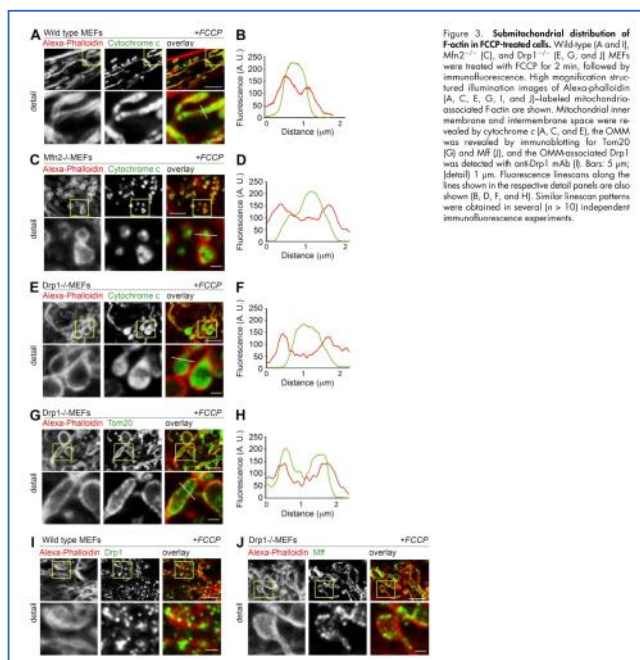 A Wild type MEFs +FCCP
Alexa-Phalloidin Cytochrome c overlay
detail
B
Fluorescence (A. U.)
250
200
150
100
50
0
0 1 2
Distance (μm)
C Mfn2-/-MEFs +FCCP
Alexa-Phalloidin Cytochrome c overlay
detail
D
Fluorescence (A. U.)
250
200
150
100
50
0
0 1 2
Distance (μm)
E Drp1-/-MEFs +FCCP
Alexa-Phalloidin Cytochrome c overlay
detail
F
Fluorescence (A. U.)
250
200
150
100
50
0
0 1 2
Distance (μm)
G Drp1-/-MEFs +FCCP
Alexa-Phalloidin Tom20 overlay
detail
H
Fluorescence (A. U.)
250
200
150
100
50
0
0 1 2
Distance (μm)
I Wild type MEFs +FCCP
Alexa-Phalloidin Drp1 overlay
detail
J Drp1-/-MEFs +FCCP
Alexa-Phalloidin Mff overlay
detail
Figure 3. Submitochondrial distribution of
F-actin in FCCP-treated cells. Wild-type (A and I),
Mfn2−/− (C), and Drp1−/− (E, G, and J) MEFs
were treated with FCCP for 2 min, followed by
immunofluorescence. High magnification struc-
tured illumination images of Alexa-phalloidin
(A, C, E, G, I, and J)–labeled mitochondria-
associated F-actin are shown. Mitochondrial inner
membrane and intermembrane space were re-
vealed by cytochrome c (A, C, and E), the OMM
was revealed by immunoblotting for Tom20
(G) and Mff (J), and the OMM-associated Drp1
was detected with anti-Drp1 mAb (I). Bars: 5 μm;
(detail) 1 μm. Fluorescence linescans along the
lines shown in the respective detail panels are also
shown (B, D, F, and H). Similar linescan patterns
were obtained in several (n > 10) independent
immunofluorescence experiments.